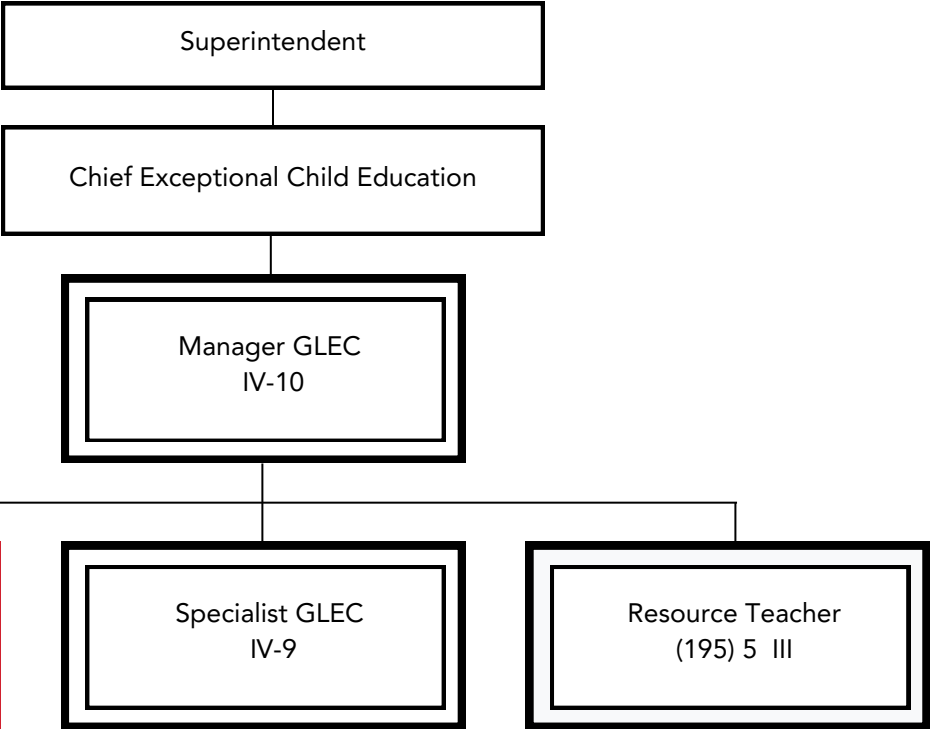 Superintendent
Chief Exceptional Child Education
Manager GLEC
IV-10
Specialist GLEC
IV-9
Resource Teacher
(195) 5 III